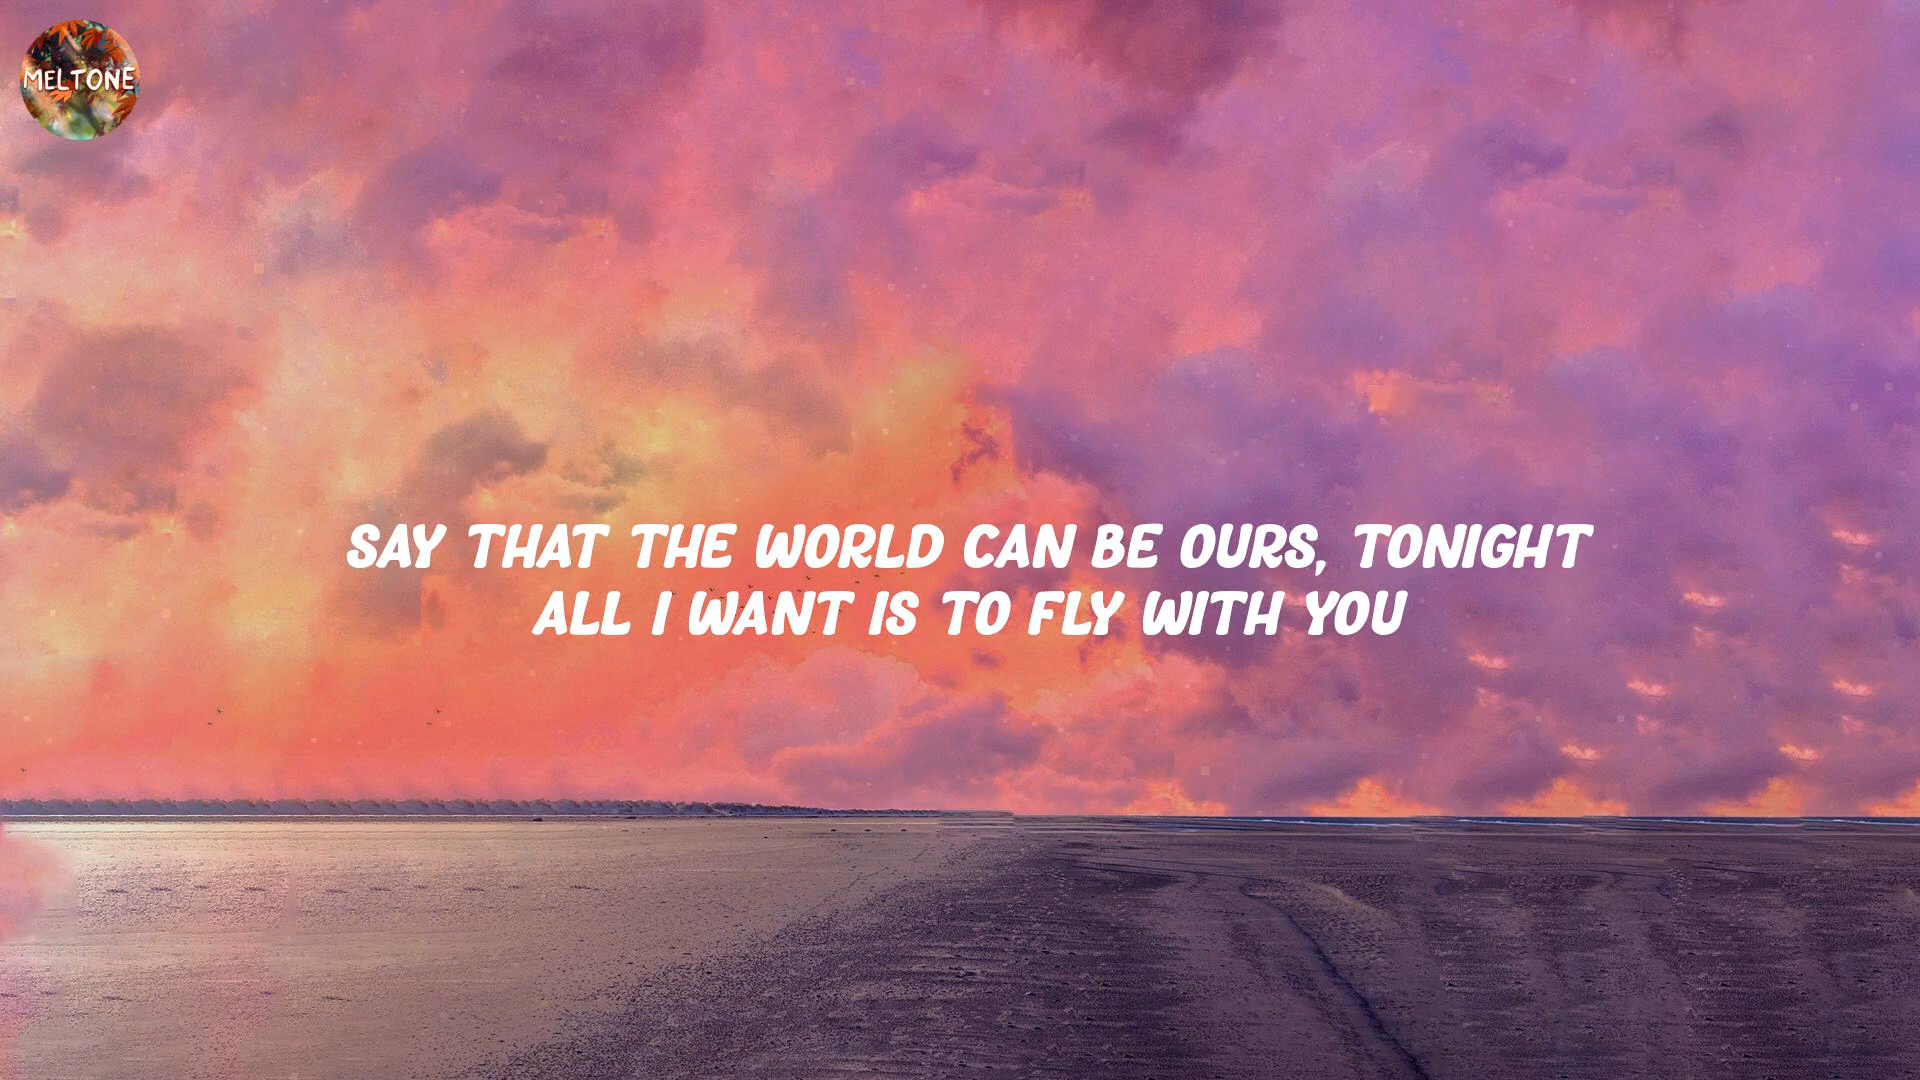 MELTONE
SAY THAT THE WORLD CAN BE OURS, TONIGHT
ALL I WANT IS TO FLY WITH YOU